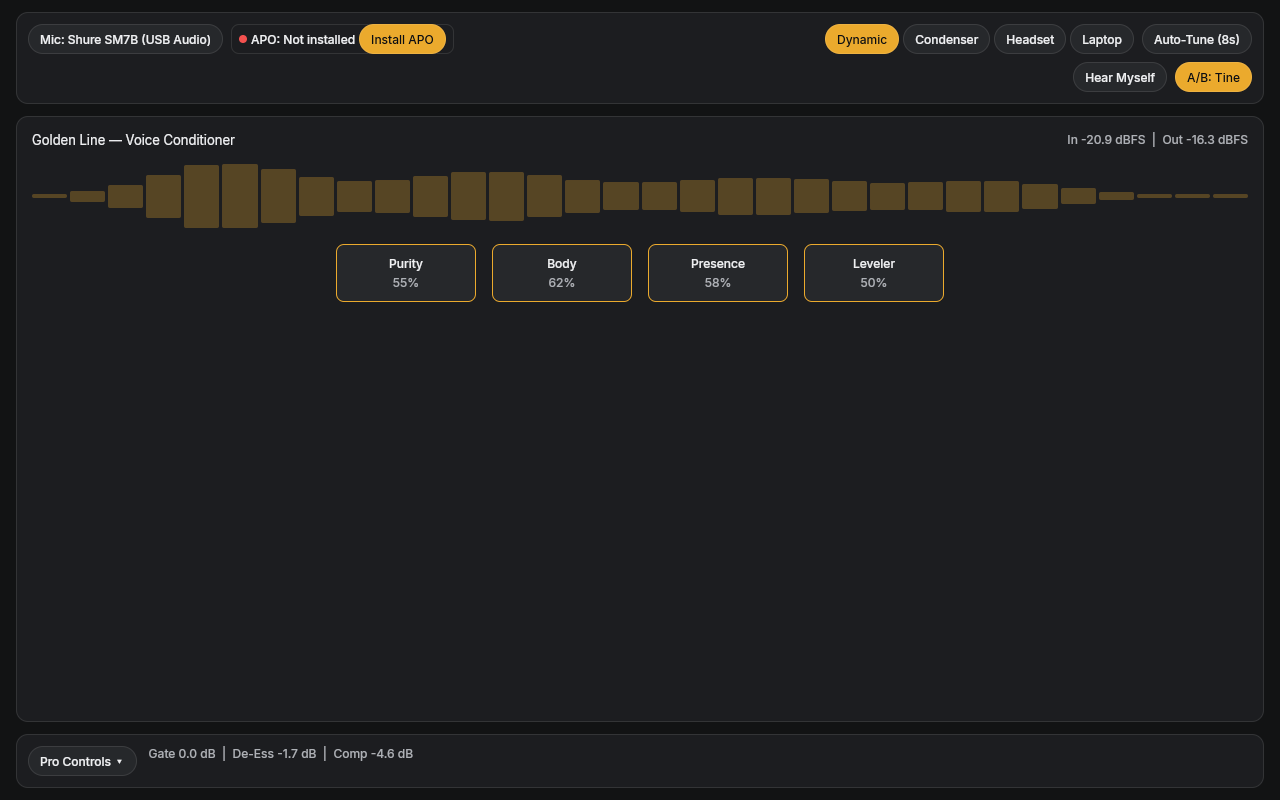 Mic: Shure SM7B (USB Audio)
APO: Not installed
Install APO
Dynamic
Condenser
Headset
Laptop
Auto-Tune (8s)
Hear Myself
A/B: Tine
Golden Line — Voice Conditioner
In -20.9 dBFS | Out -16.3 dBFS
Purity
55%
Body
62%
Presence
58%
Leveler
50%
Pro Controls ▾
Gate 0.0 dB | De-Ess -1.7 dB | Comp -4.6 dB